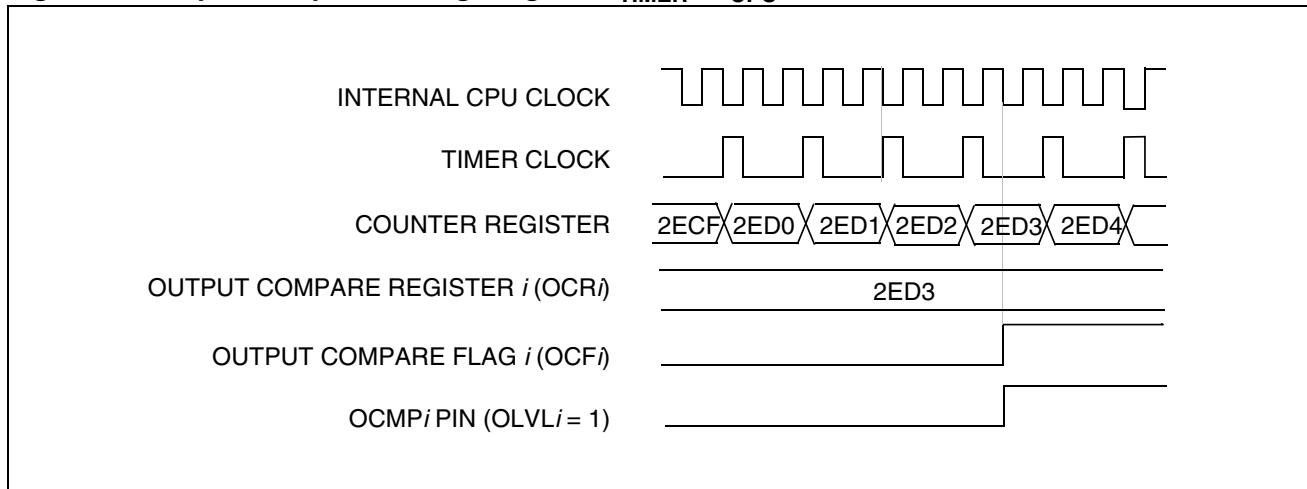 INTERNAL CPU CLOCK
TIMER CLOCK
COUNTER REGISTER 2ECF 2ED0 2ED1 2ED2 2ED3 2ED4
OUTPUT COMPARE REGISTER i (OCRi) 2ED3
OUTPUT COMPARE FLAG i (OCFi)
OCMPi PIN (OLVLi = 1)